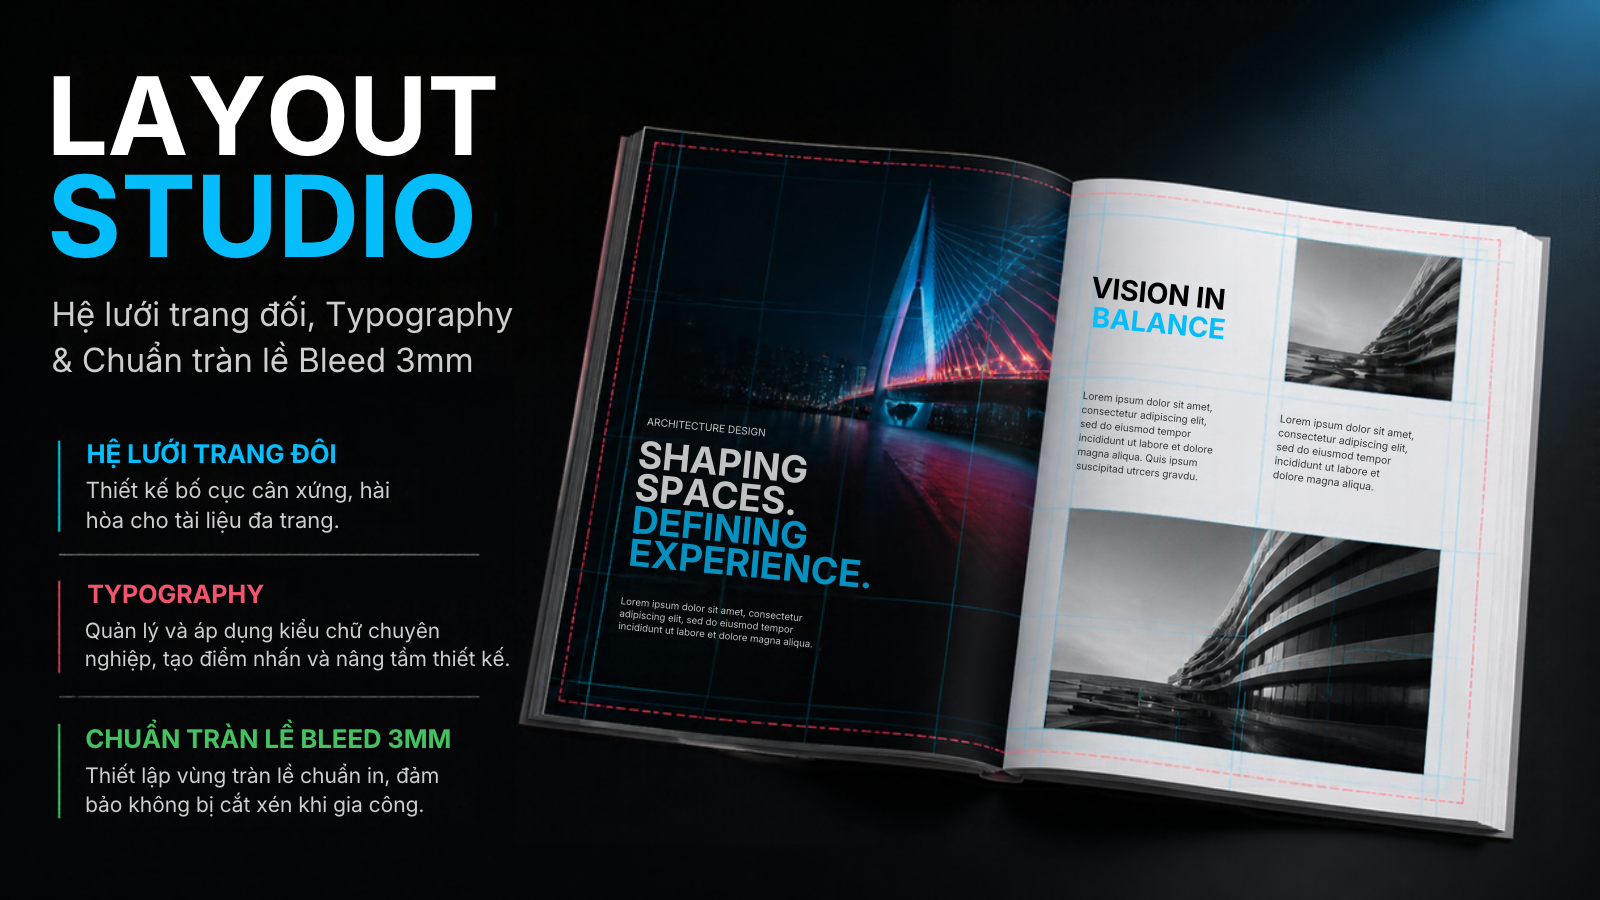 LAYOUT
STUDIO
Hệ lưới trang đối, Typography
& Chuẩn tràn lề Bleed 3mm
HỆ LƯỚI TRANG ĐÔI
Thiết kế bố cục cân xứng, hài
hòa cho tài liệu đa trang.
TYPOGRAPHY
Quản lý và áp dụng kiểu chữ chuyên
nghiệp, tạo điểm nhấn và nâng tầm thiết kế.
CHUẨN TRÀN LỀ BLEED 3MM
Thiết lập vùng tràn lề chuẩn in, đảm
bảo không bị cắt xén khi gia công.
ARCHITECTURE DESIGN
SHAPING
SPACES.
DEFINING
EXPERIENCE.
Lorem ipsum dolor sit amet, consectetur
adipiscing elit, sed do eiusmod tempor
incididunt ut labore et dolore magna aliqua.
VISION IN
BALANCE
Lorem ipsum dolor sit amet,
consectetur adipiscing elit,
sed do eiusmod tempor
incididunt ut labore et dolore
magna aliqua. Quis ipsum
suscipitad utrcers gravdu.
Lorem ipsum dolor sit amet,
consectetur adipiscing elit,
sed do eiusmod tempor
incididunt ut labore et
dolore magna aliqua.